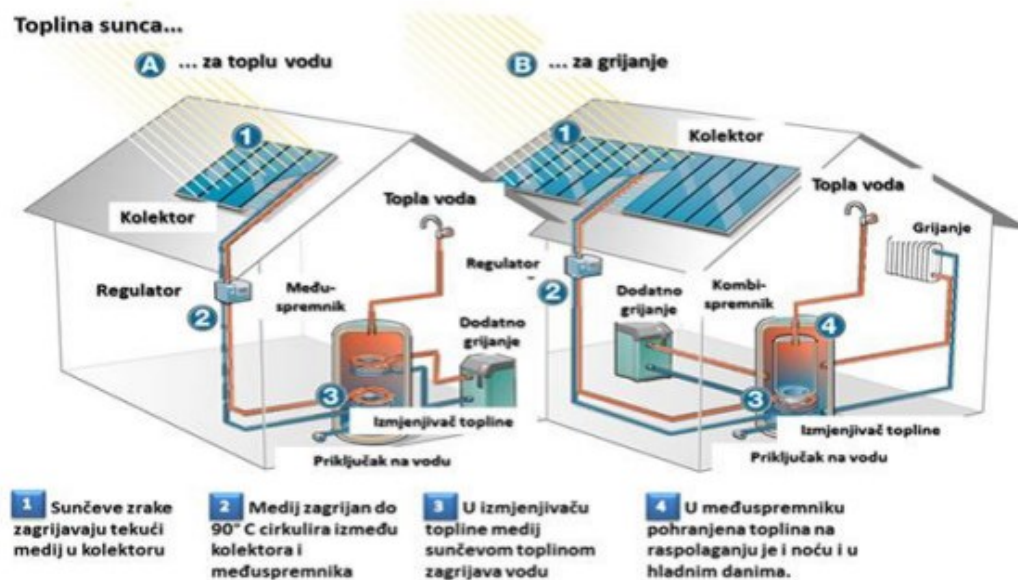 Toplina sunca...
A ... za toplu vodu
B ... za grijanje
1
Kolektor
Regulator
2
Među-
spremnik
Topla voda
Dodatno
grijanje
3
Izmjenjivač topline
Priključak na vodu
1
Kolektor
Topla voda
Grijanje
Regulator
2
Dodatno
grijanje
Kombi-
spremnik
4
3
Izmjenjivač topline
Priključak na vodu
1 Sunčeve zrake
zagrijavaju tekući
medij u kolektoru
2 Medij zagrijan do
90° C cirkulira između
kolektora i
međuspremnika
3 U izmjenjivaču
topline medij
sunčevom toplinom
zagrijava vodu
4 U međuspremniku
pohranjena toplina na
raspolaganju je i noću i u
hladnim danima.